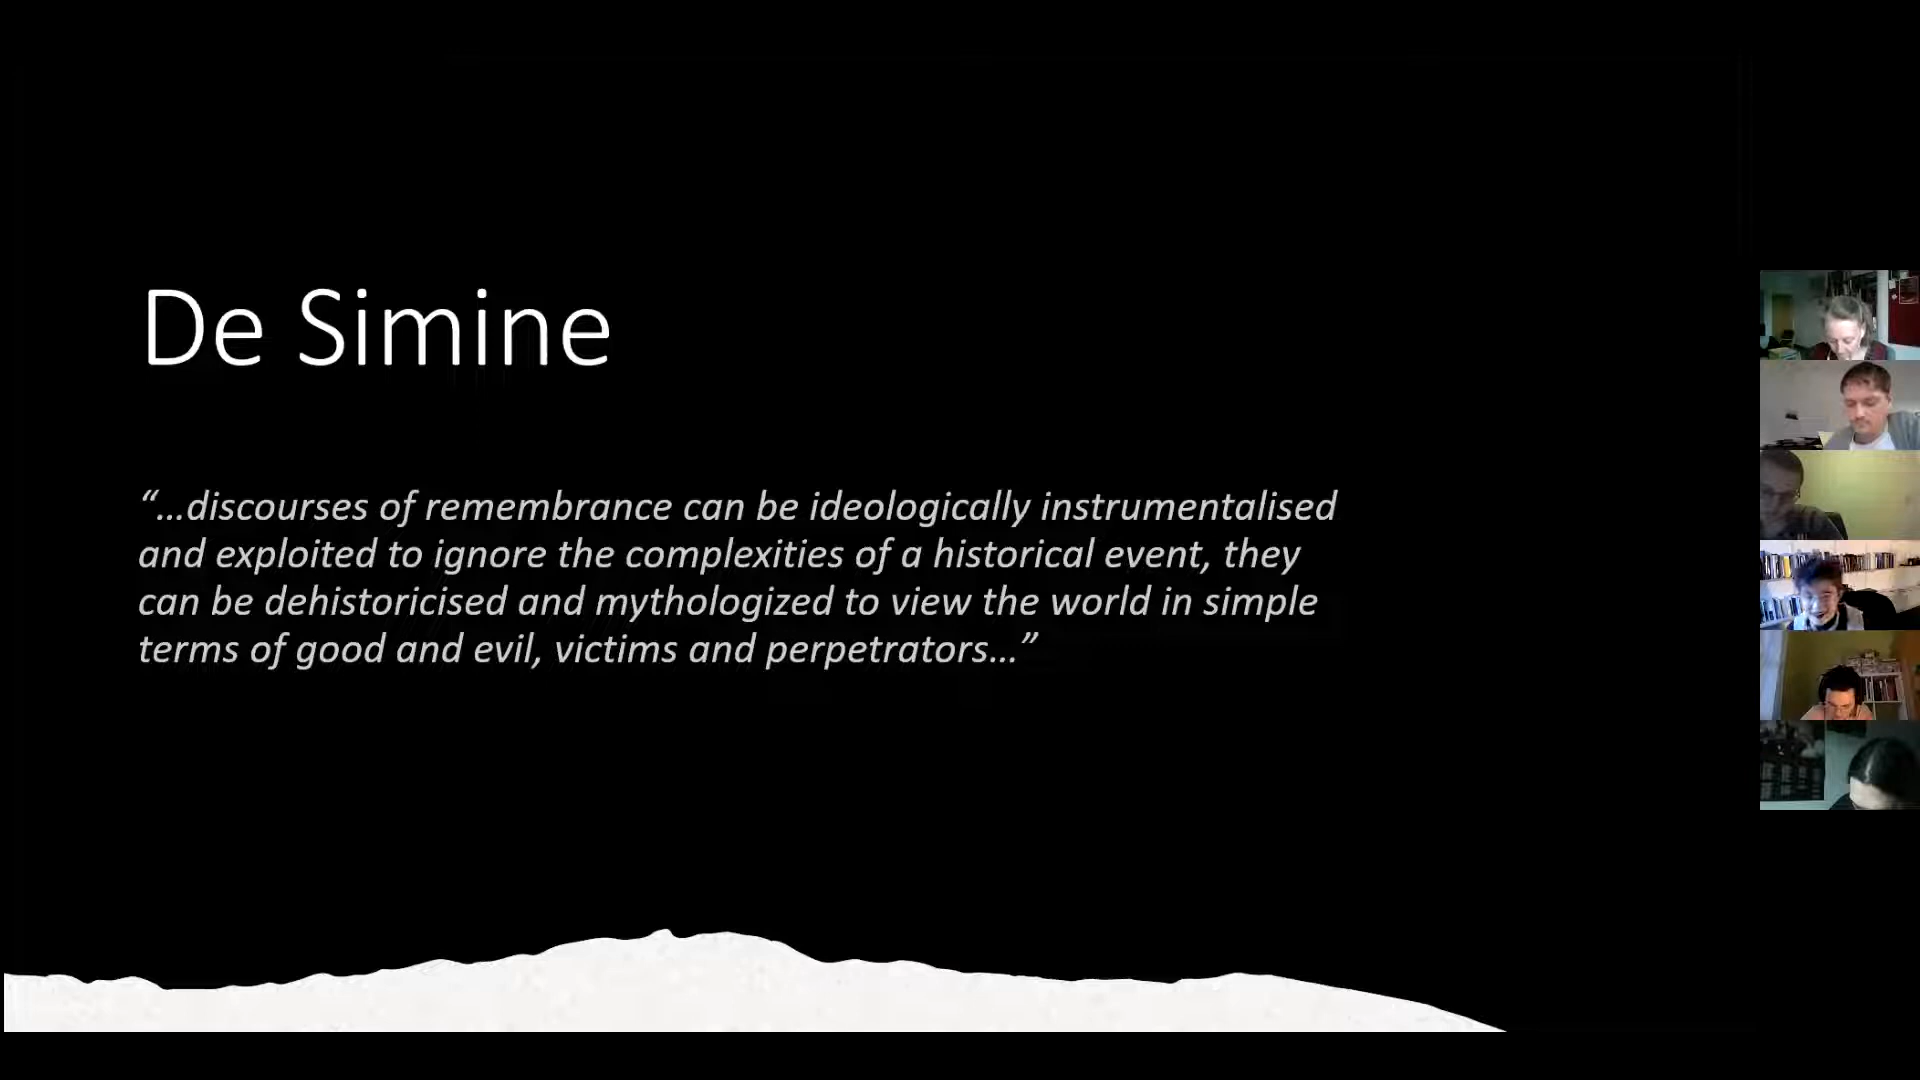 De Simine
“…discourses of remembrance can be ideologically instrumentalised
and exploited to ignore the complexities of a historical event, they
can be dehistoricised and mythologized to view the world in simple
terms of good and evil, victims and perpetrators…”